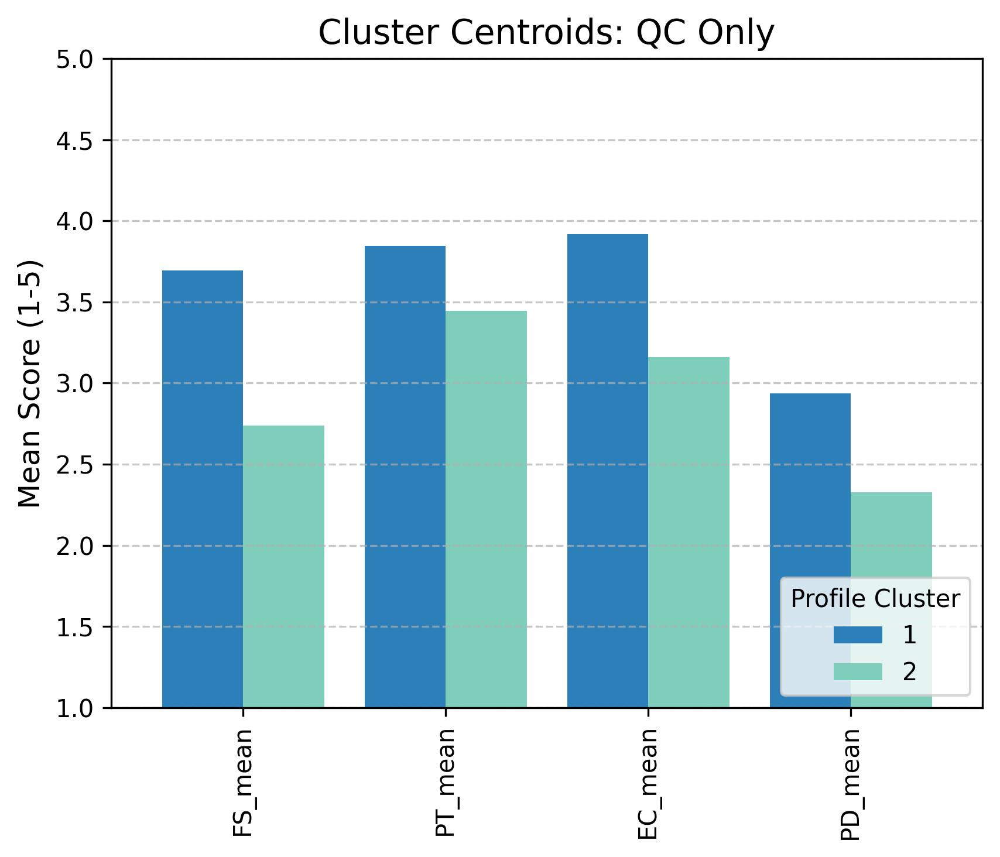 Cluster Centroids: QC Only
Mean Score (1-5)
5.0
4.5
4.0
3.5
3.0
2.5
2.0
1.5
1.0
Profile Cluster
1
2
FS_mean
PT_mean
EC_mean
PD_mean